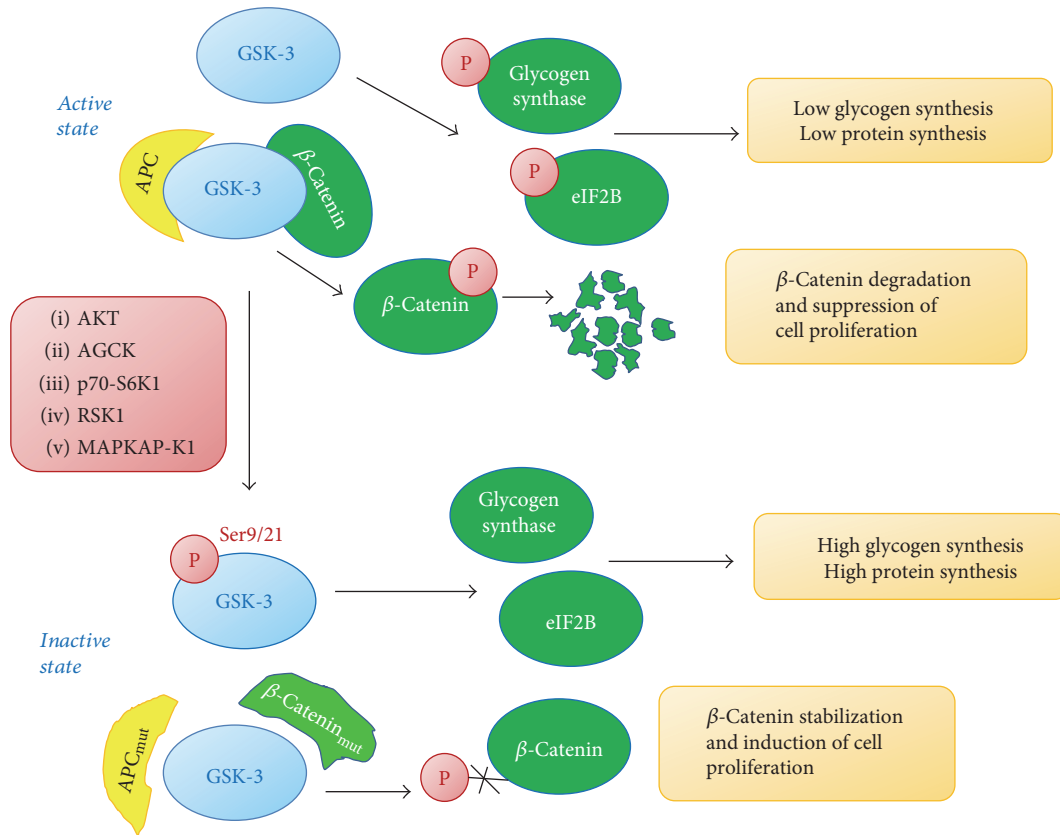 GSK-3
P
Glycogen
synthase
Low glycogen synthesis
Low protein synthesis
Active
state
APC
GSK-3
β-Catenin
P
eIF2B
P
β-Catenin
β-Catenin degradation
and suppression of
cell proliferation
(i) AKT
(ii) AGCK
(iii) p70-S6K1
(iv) RSK1
(v) MAPKAP-K1
Ser9/21
P
GSK-3
Glycogen
synthase
eIF2B
High glycogen synthesis
High protein synthesis
Inactive
state
APCmut
GSK-3
β-Cateninmut
P
β-Catenin
β-Catenin stabilization
and induction of cell
proliferation